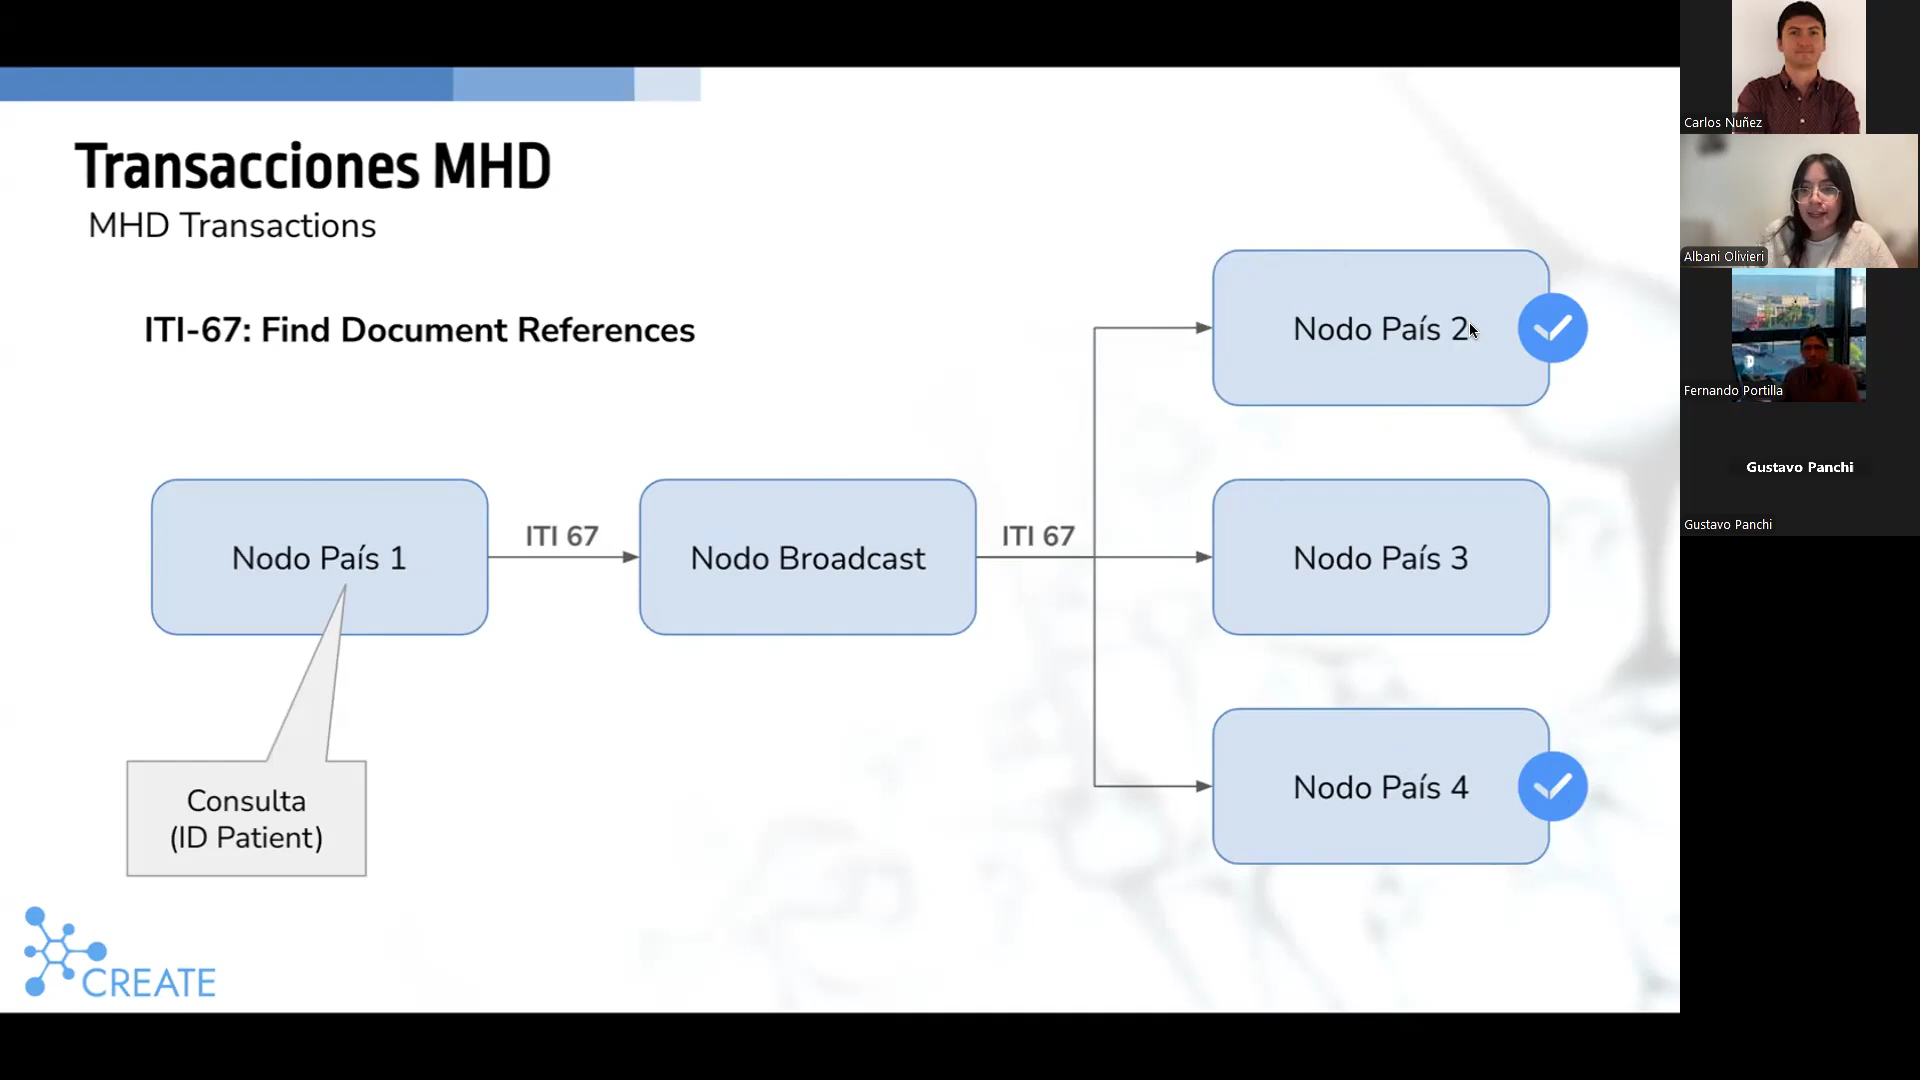 Transacciones MHD
MHD Transactions
ITI-67: Find Document References
Nodo País 1
ITI 67
Nodo Broadcast
ITI 67
Nodo País 2
Nodo País 3
Nodo País 4
Consulta
(ID Patient)
CREATE
Carlos Nuñez
Albani Olivieri
Fernando Portilla
Gustavo Panchi
Gustavo Panchi